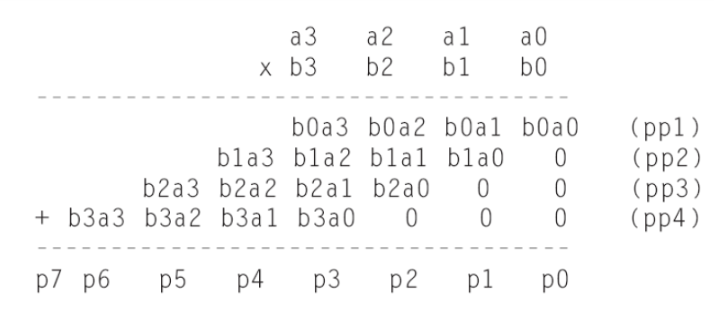 a3 a2 a1 a0
x b3 b2 b1 b0
b0a3 b0a2 b0a1 b0a0 (pp1)
b1a3 b1a2 b1a1 b1a0 0 (pp2)
b2a3 b2a2 b2a1 b2a0 0 0 (pp3)
+ b3a3 b3a2 b3a1 b3a0 0 0 0 (pp4)
p7 p6 p5 p4 p3 p2 p1 p0